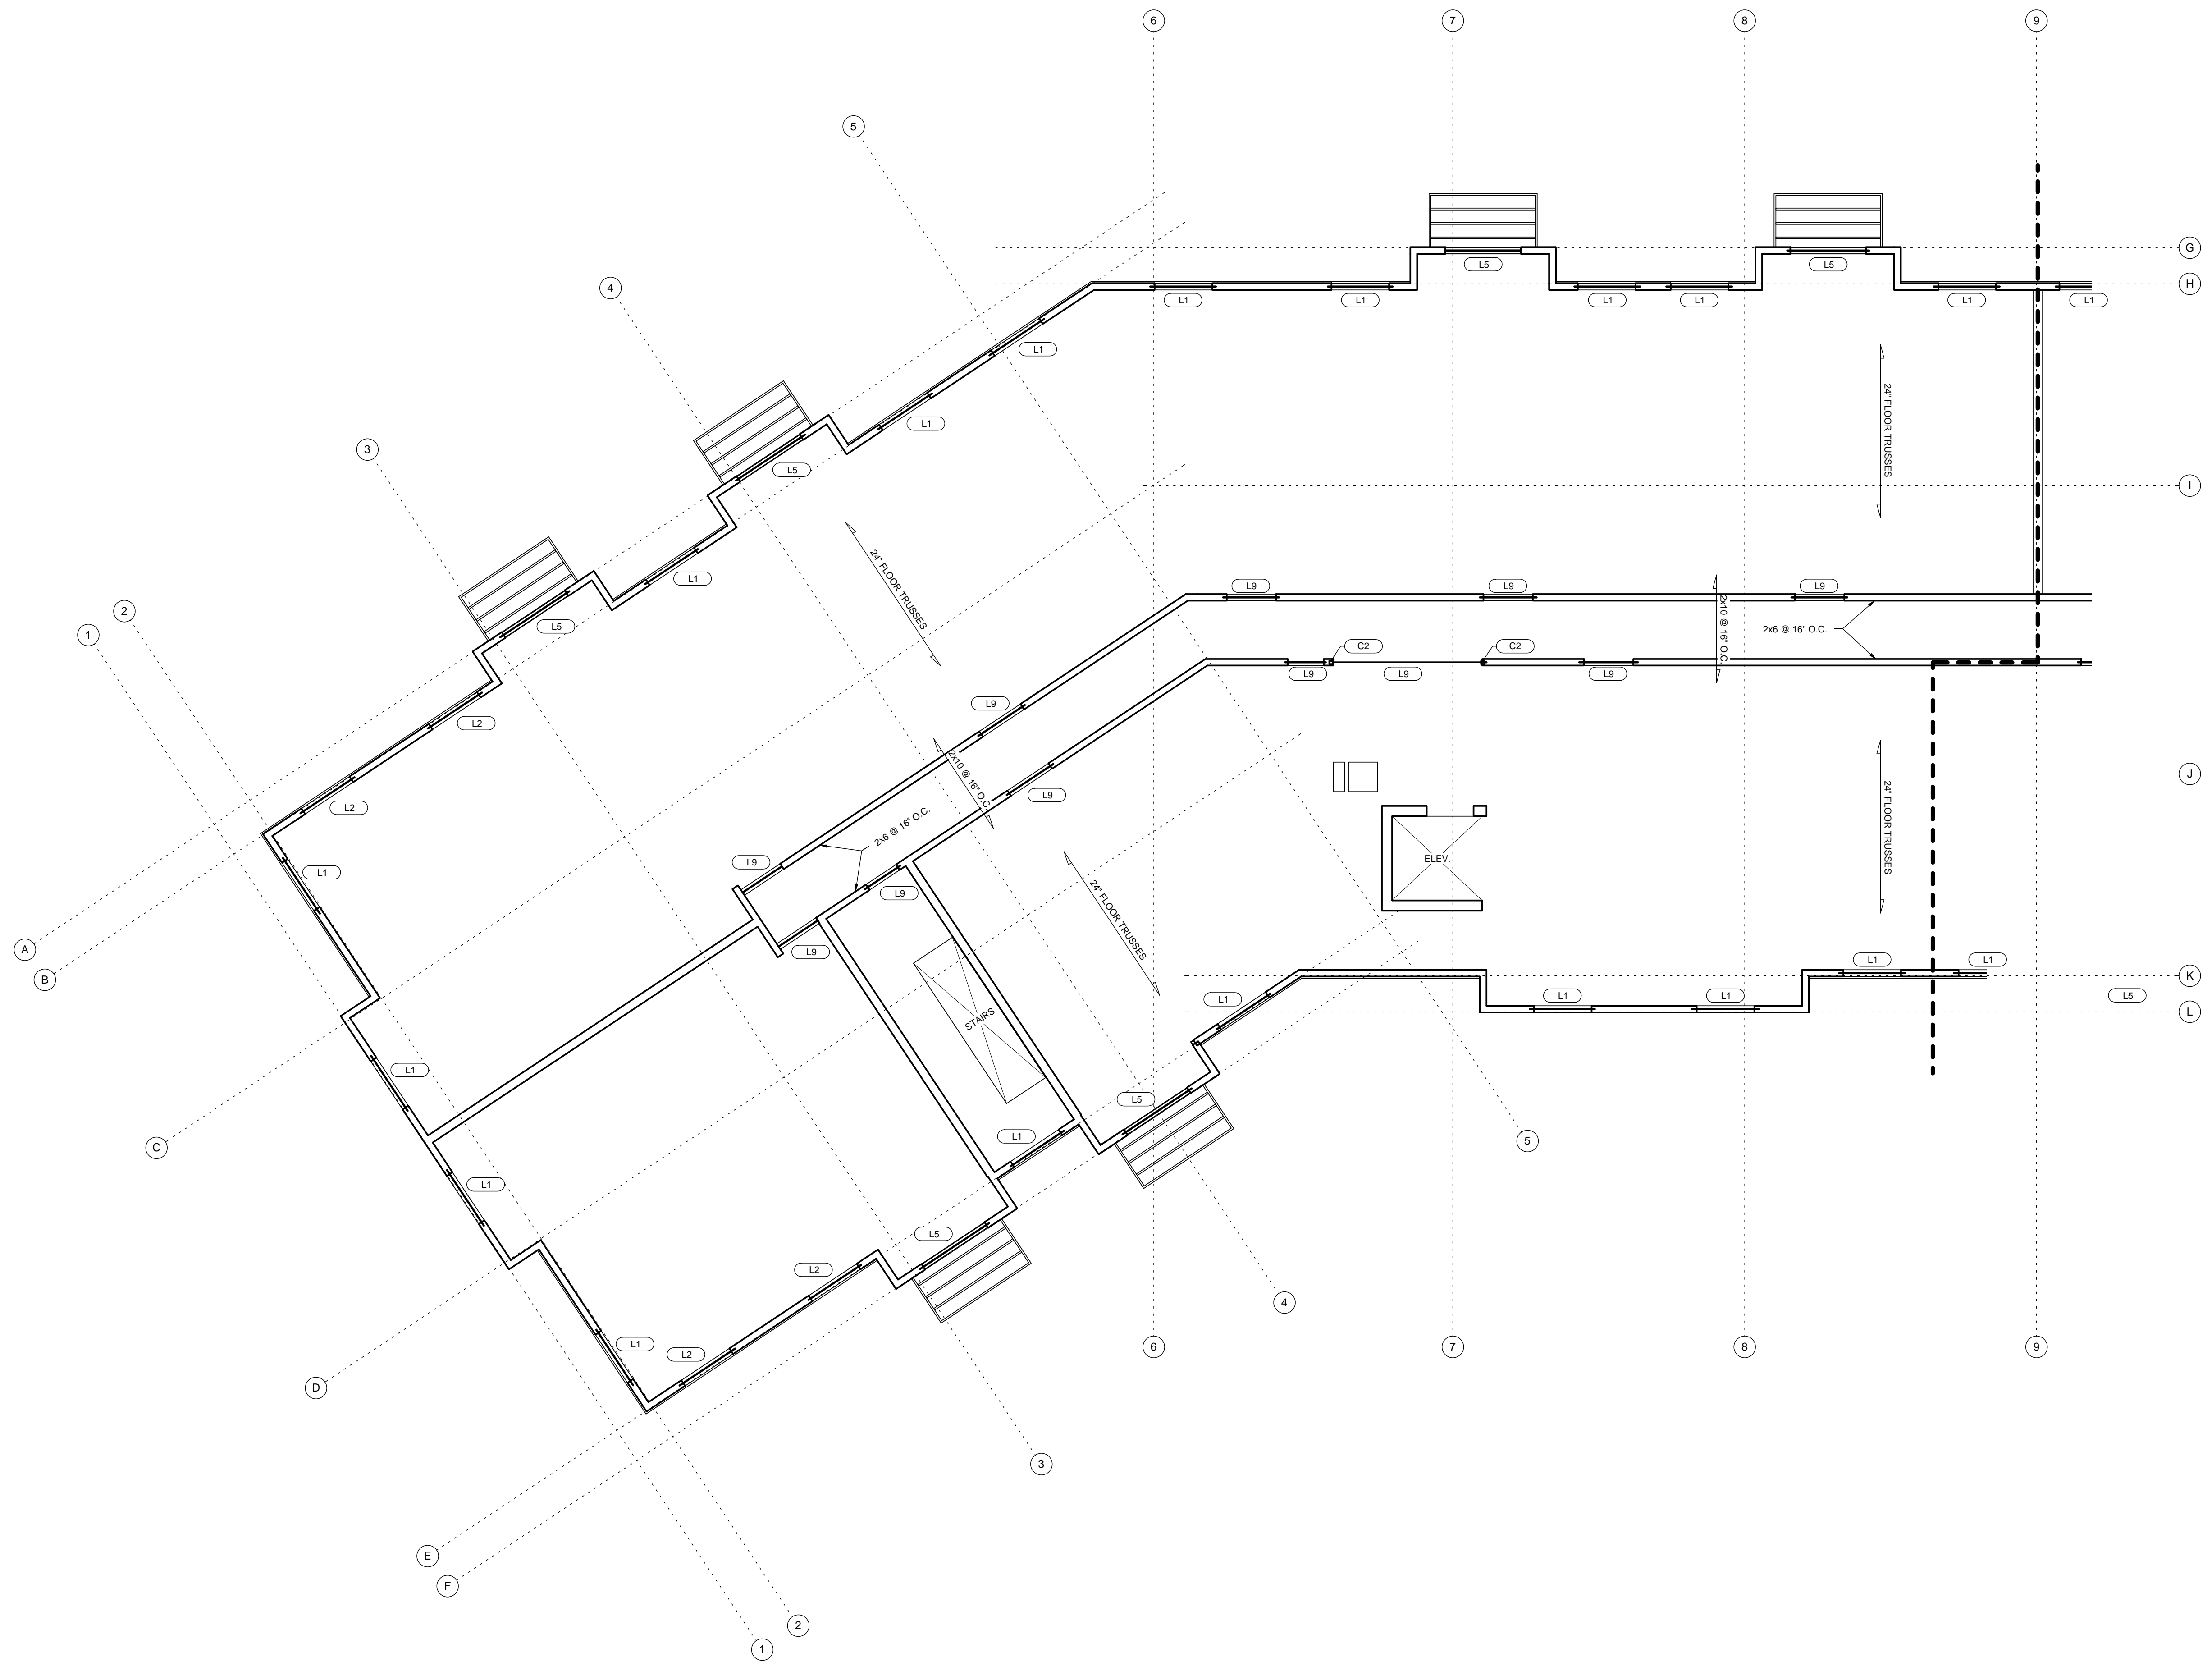 6
7
8
9
5
4
3
2
1
G
H
I
J
K
L
A
B
C
D
E
F
L5
L5
L1
L1
L1
L1
L1
L1
L1
L1
L5
L1
L5
L2
L2
24" FLOOR TRUSSES
24" FLOOR TRUSSES
L9
L9
L9
2x10 @ 16" O.C.
2x6 @ 16" O.C.
C2
C2
L9
L9
L9
L9
L9
2x10 @ 16" O.C.
2x6 @ 16" O.C.
L9
L9
L9
24" FLOOR TRUSSES
24" FLOOR TRUSSES
ELEV.
STAIRS
L1
L1
L1
L1
L1
L1
L1
L5
L1
L1
L5
L1
L5
L2
L2
L1
5
4
6
7
8
9
3
2
1